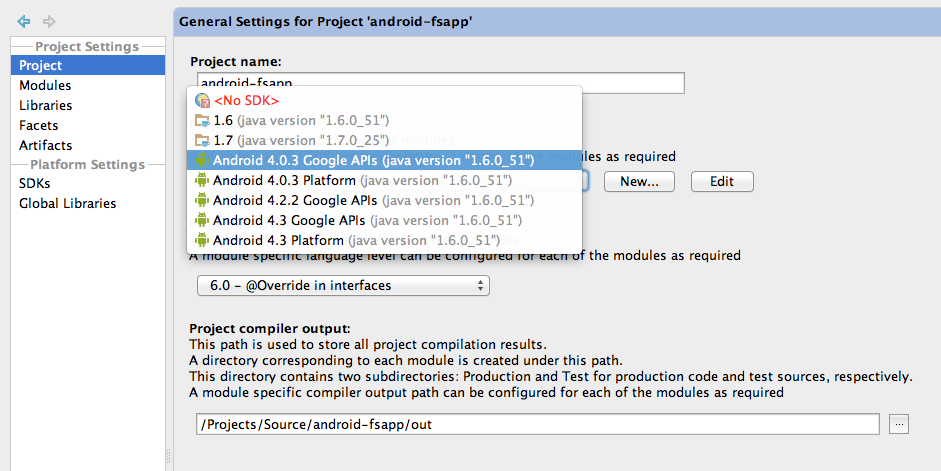 General Settings for Project 'android-fsapp'
Project Settings
Project
Modules
Libraries
Facets
Artifacts
Platform Settings
SDKs
Global Libraries
Project name:
android-fsapp
<No SDK>
1.6 (java version "1.6.0_51")
1.7 (java version "1.7.0_25")
modules as required
Android 4.0.3 Google APIs (java version "1.6.0_51")
Android 4.0.3 Platform (java version "1.6.0_51")
New...
Edit
Android 4.2.2 Google APIs (java version "1.6.0_51")
Android 4.3 Google APIs (java version "1.6.0_51")
Android 4.3 Platform (java version "1.6.0_51")
A module specific language level can be configured for each of the modules as required
6.0 - @Override in interfaces
Project compiler output:
This path is used to store all project compilation results.
A directory corresponding to each module is created under this path.
This directory contains two subdirectories: Production and Test for production code and test sources, respectively.
A module specific compiler output path can be configured for each of the modules as required
/Projects/Source/android-fsapp/out
...